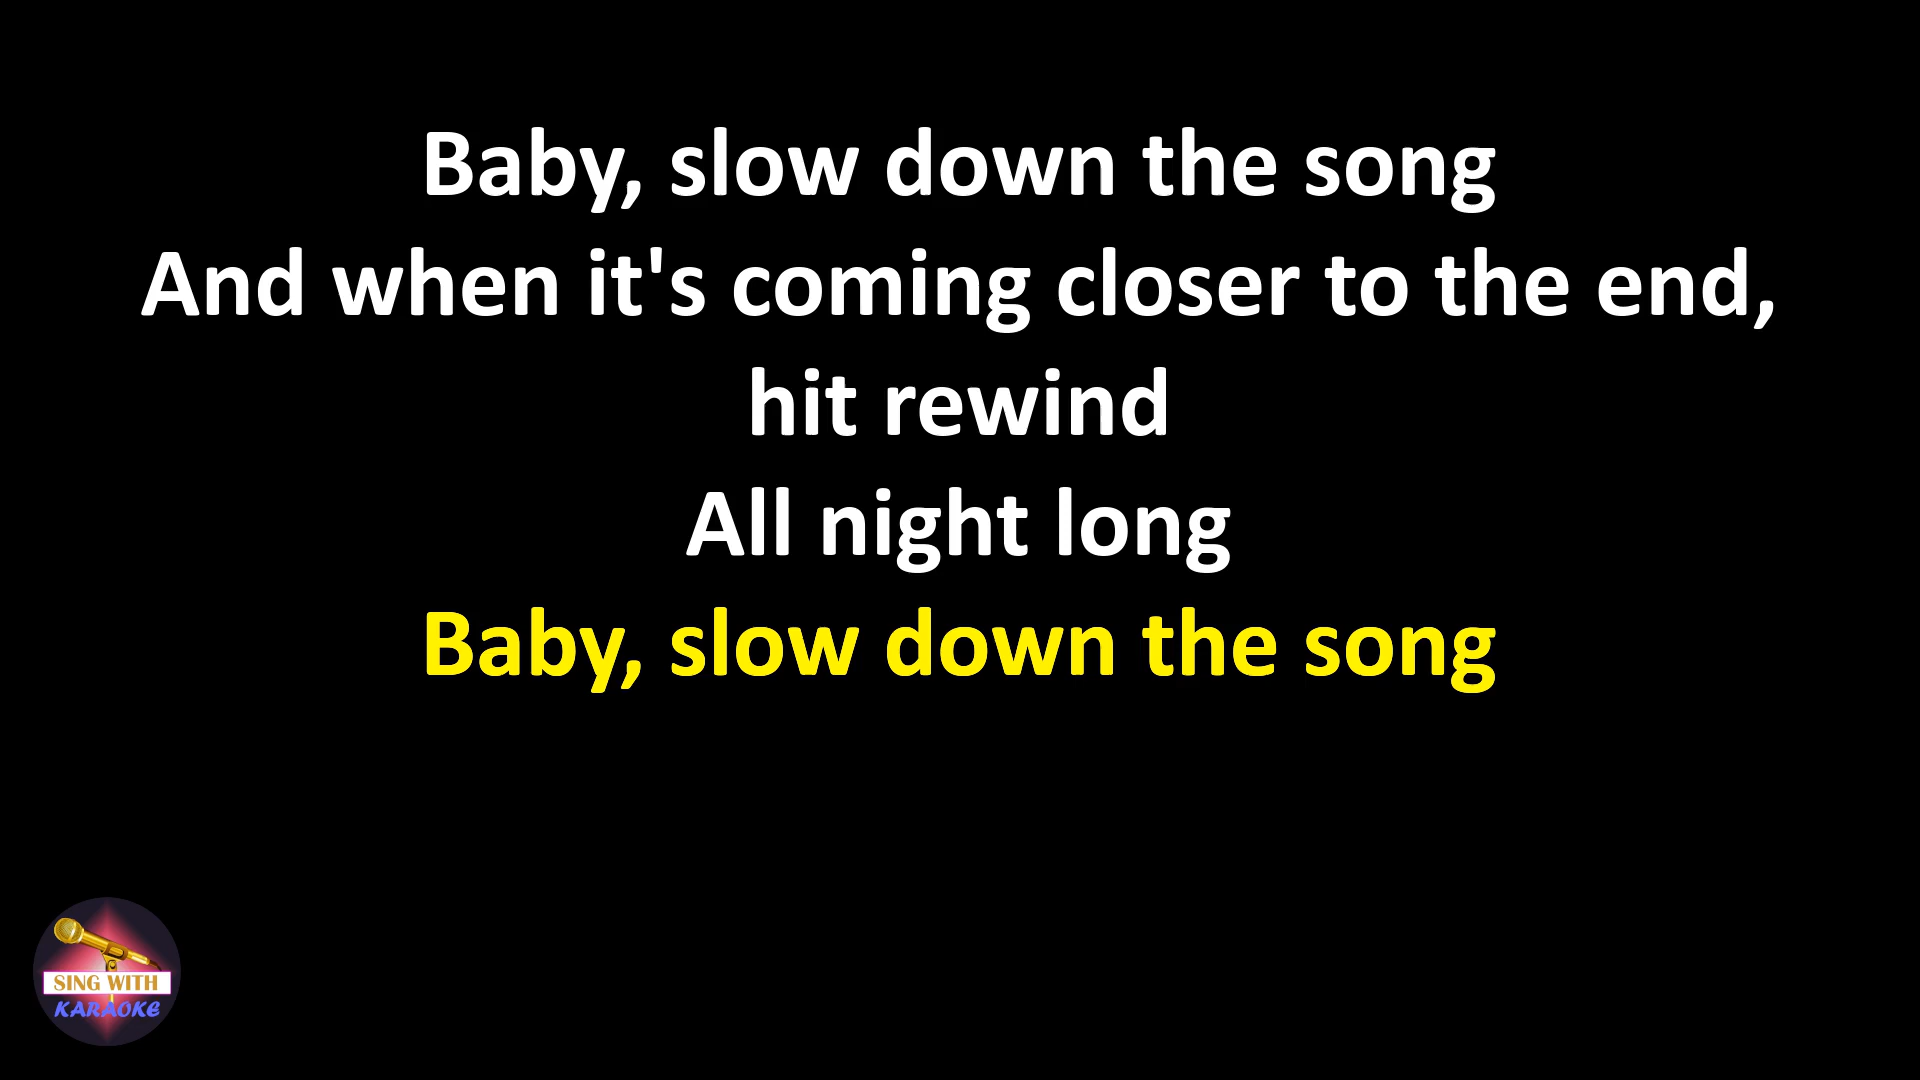 Baby, slow down the song
And when it's coming closer to the end,
hit rewind
All night long
Baby, slow down the song
SING WITH
KARAOKE